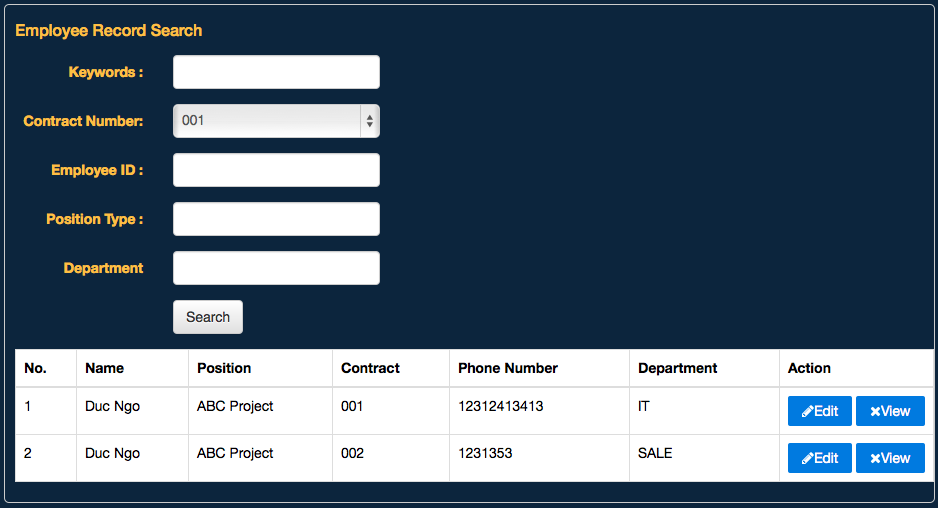 Employee Record Search
Keywords :
Contract Number: 001
Employee ID :
Position Type :
Department
Search
No. Name Position Contract Phone Number Department Action
1 Duc Ngo ABC Project 001 12312413413 IT Edit View
2 Duc Ngo ABC Project 002 1231353 SALE Edit View